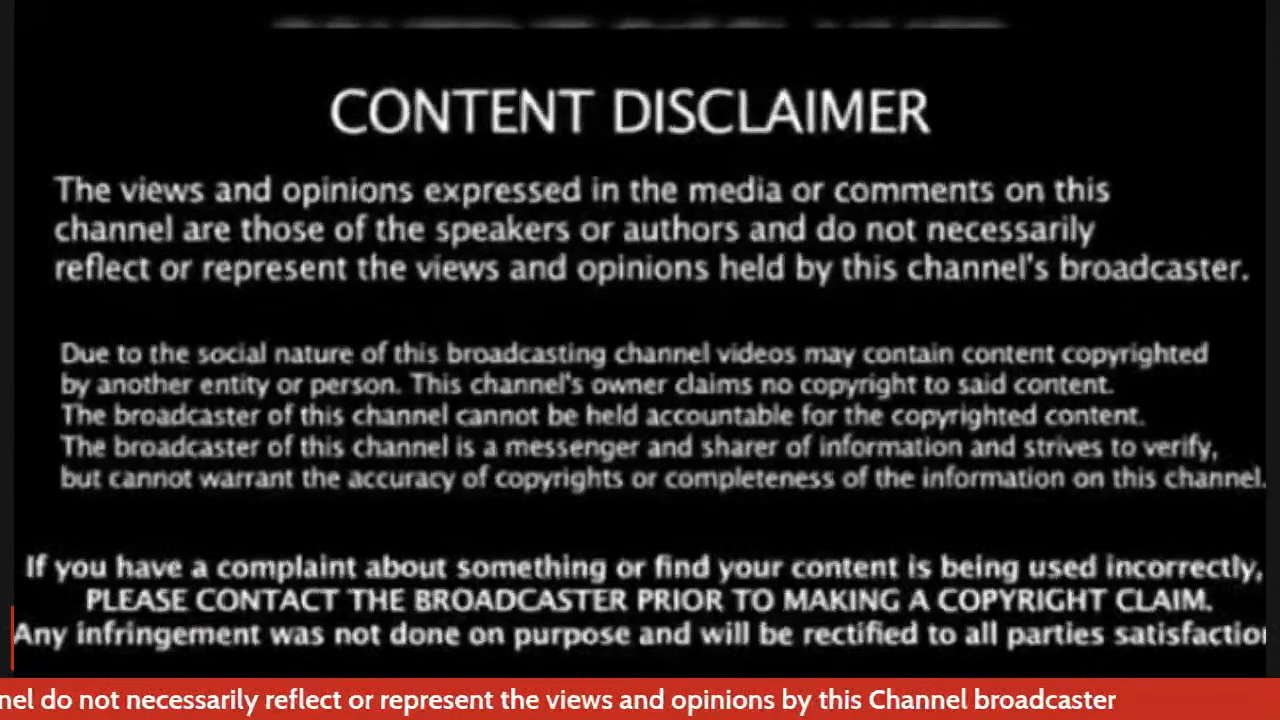 CONTENT DISCLAIMER
The views and opinions expressed in the media or comments on this
channel are those of the speakers or authors and do not necessarily
reflect or represent the views and opinions held by this channel's broadcaster.
Due to the social nature of this broadcasting channel videos may contain content copyrighted
by another entity or person. This channel's owner claims no copyright to said content.
The broadcaster of this channel cannot be held accountable for the copyrighted content.
The broadcaster of this channel is a messenger and sharer of information and strives to verify,
but cannot warrant the accuracy of copyrights or completeness of the information on this channel.
If you have a complaint about something or find your content is being used incorrectly,
PLEASE CONTACT THE BROADCASTER PRIOR TO MAKING A COPYRIGHT CLAIM.
Any infringement was not done on purpose and will be rectified to all parties satisfactio
nel do not necessarily reflect or represent the views and opinions by this Channel broadcaster